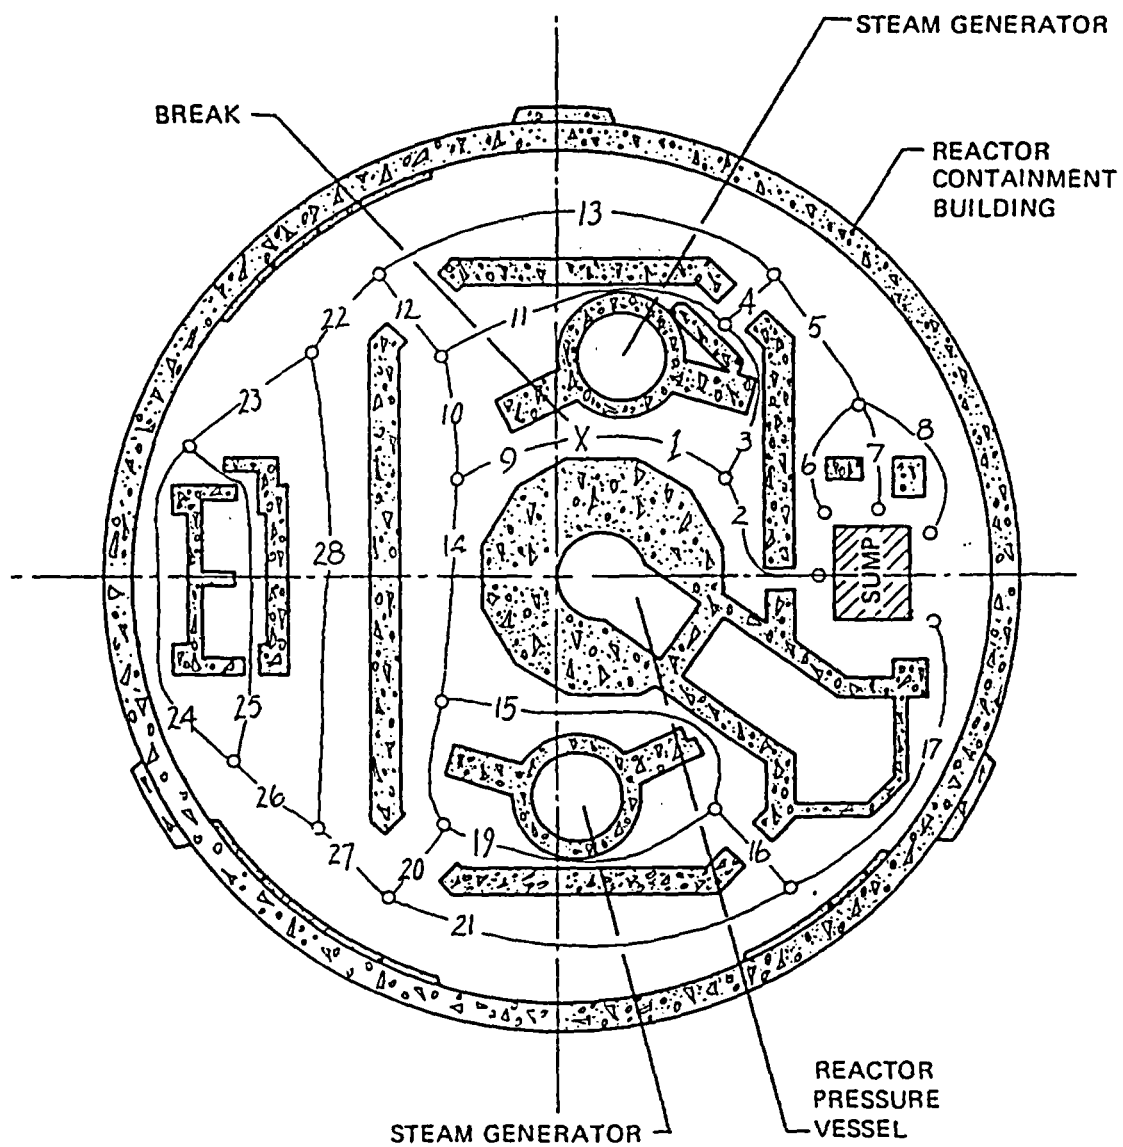 STEAM GENERATOR
BREAK
REACTOR
CONTAINMENT
BUILDING
13
4
22
12
11
5
23
10
8
3
7
9
X
1
6
2
28
14
SUMP
15
24
25
17
26
27
19
16
20
21
REACTOR
PRESSURE
VESSEL
STEAM GENERATOR